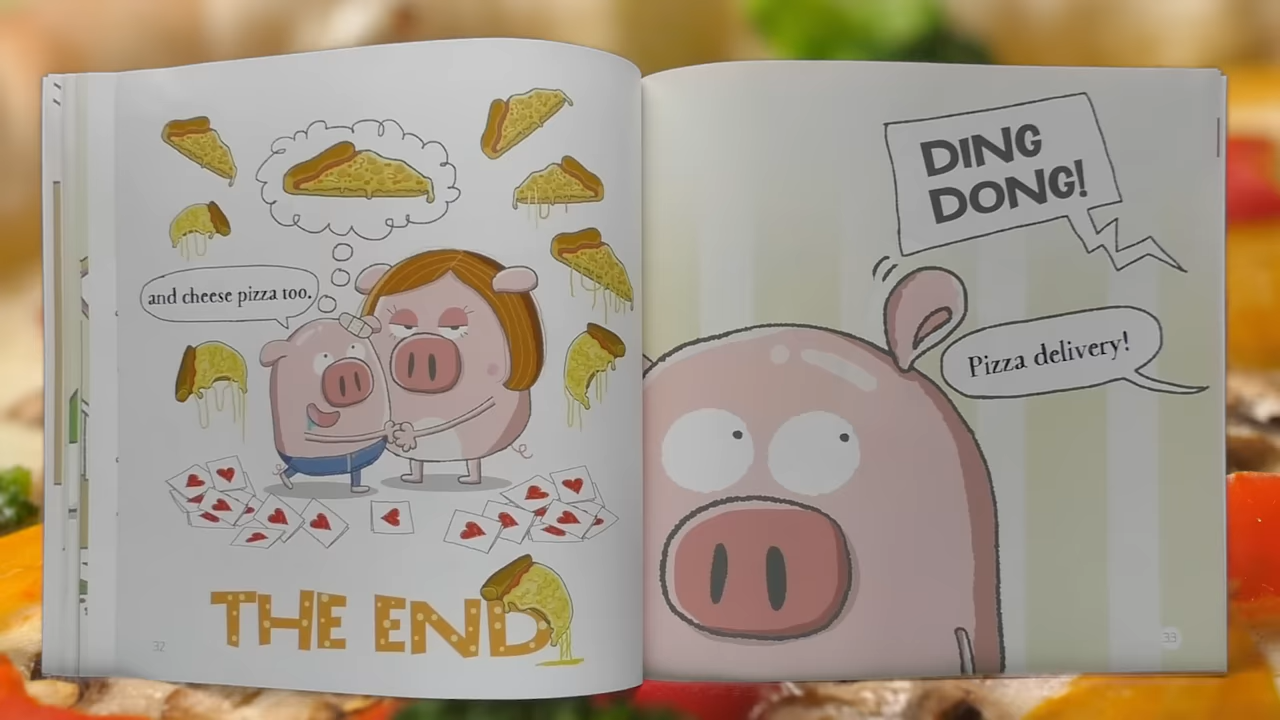 and cheese pizza too.
THE END
32
DING
DONG!
Pizza delivery!
33